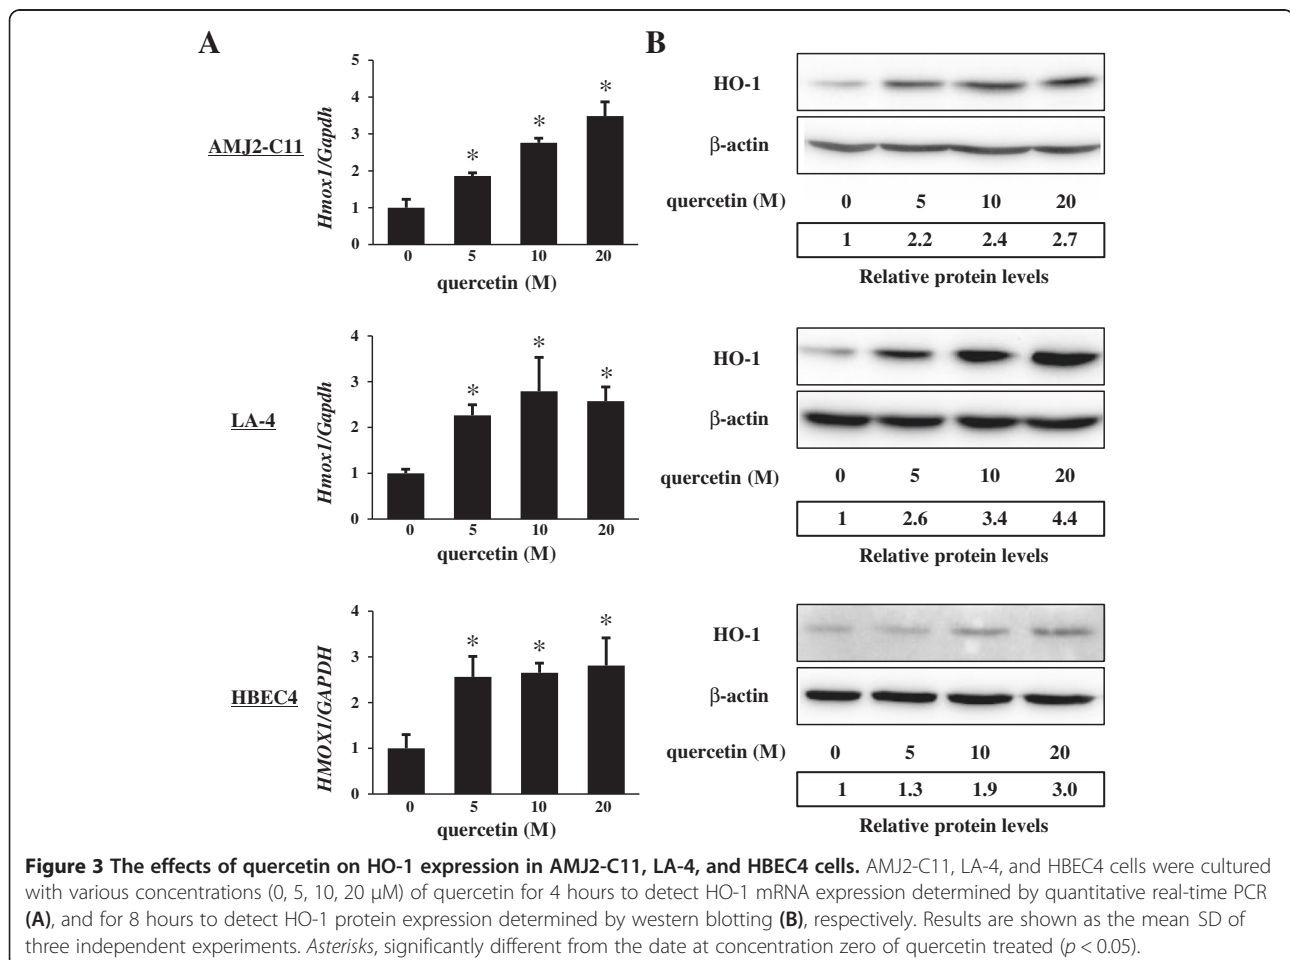 A
B
AMJ2-C11
Hmox1/Gapdh
5
4
3
2
1
0
* * *
0 5 10 20
quercetin (M)
HO-1
β-actin
quercetin (M) 0 5 10 20
1 2.2 2.4 2.7
Relative protein levels
LA-4
Hmox1/Gapdh
4
3
2
1
0
* * *
0 5 10 20
quercetin (M)
HO-1
β-actin
quercetin (M) 0 5 10 20
1 2.6 3.4 4.4
Relative protein levels
HBEC4
HMOX1/GAPDH
4
3
2
1
0
* * *
0 5 10 20
quercetin (M)
HO-1
β-actin
quercetin (M) 0 5 10 20
1 1.3 1.9 3.0
Relative protein levels
Figure 3 The effects of quercetin on HO-1 expression in AMJ2-C11, LA-4, and HBEC4 cells. AMJ2-C11, LA-4, and HBEC4 cells were cultured
with various concentrations (0, 5, 10, 20 μM) of quercetin for 4 hours to detect HO-1 mRNA expression determined by quantitative real-time PCR
(A), and for 8 hours to detect HO-1 protein expression determined by western blotting (B), respectively. Results are shown as the mean SD of
three independent experiments. Asterisks, significantly different from the date at concentration zero of quercetin treated (p < 0.05).